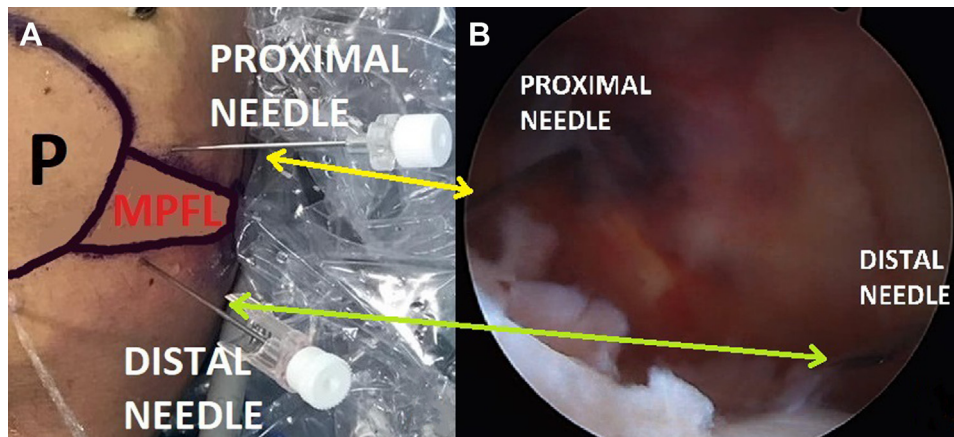 A
PROXIMAL
NEEDLE
P
MPFL
DISTAL
NEEDLE
B
PROXIMAL
NEEDLE
DISTAL
NEEDLE